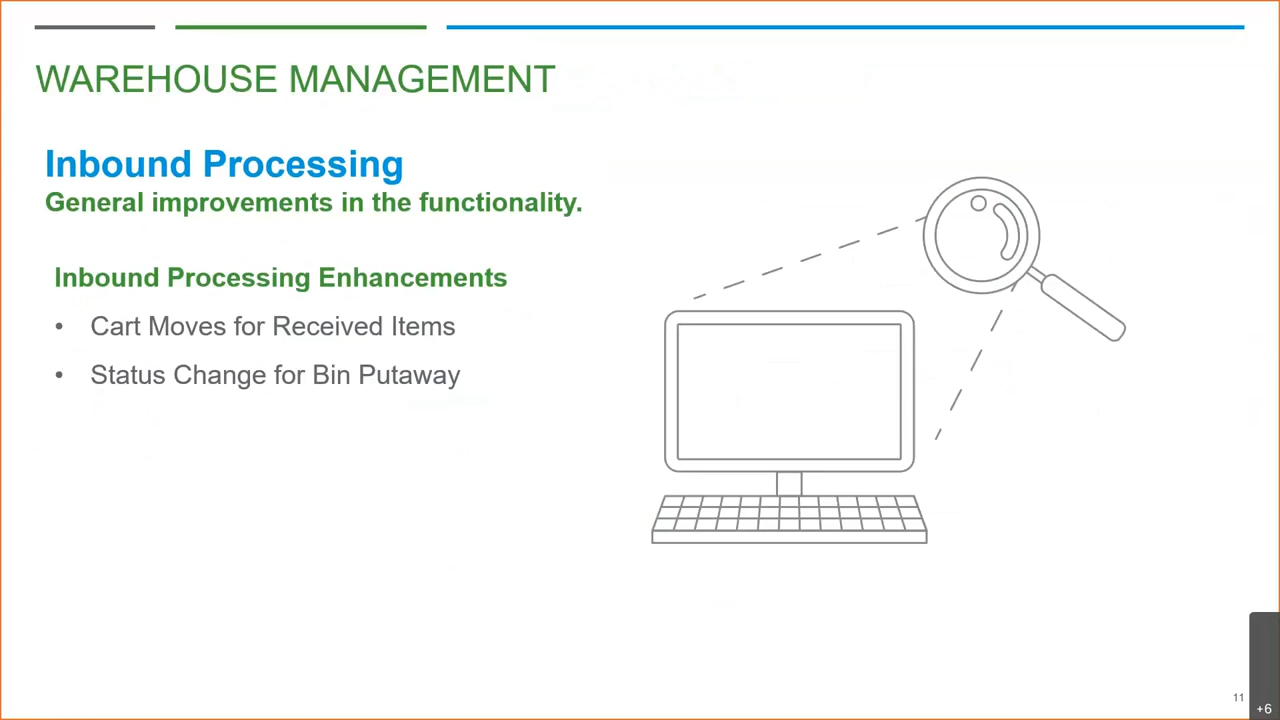 WAREHOUSE MANAGEMENT
Inbound Processing
General improvements in the functionality.
Inbound Processing Enhancements
• Cart Moves for Received Items
• Status Change for Bin Putaway
11
+6